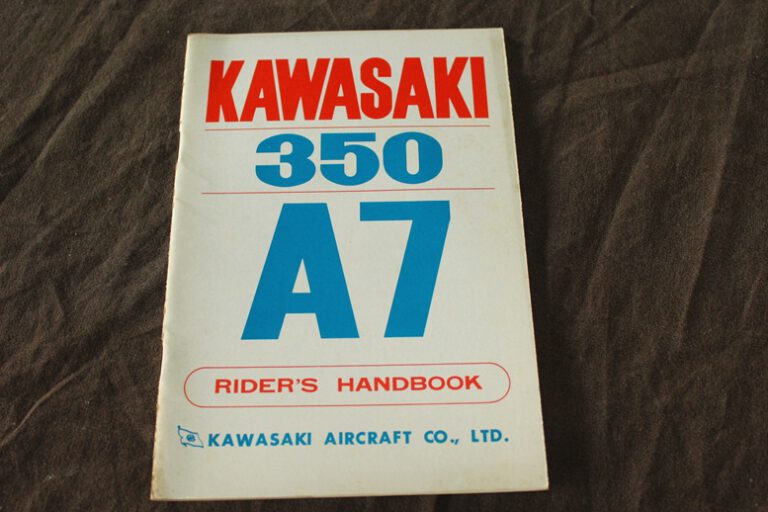 KAWASAKI
350
A7
RIDER'S HANDBOOK
KAWASAKI AIRCRAFT CO., LTD.